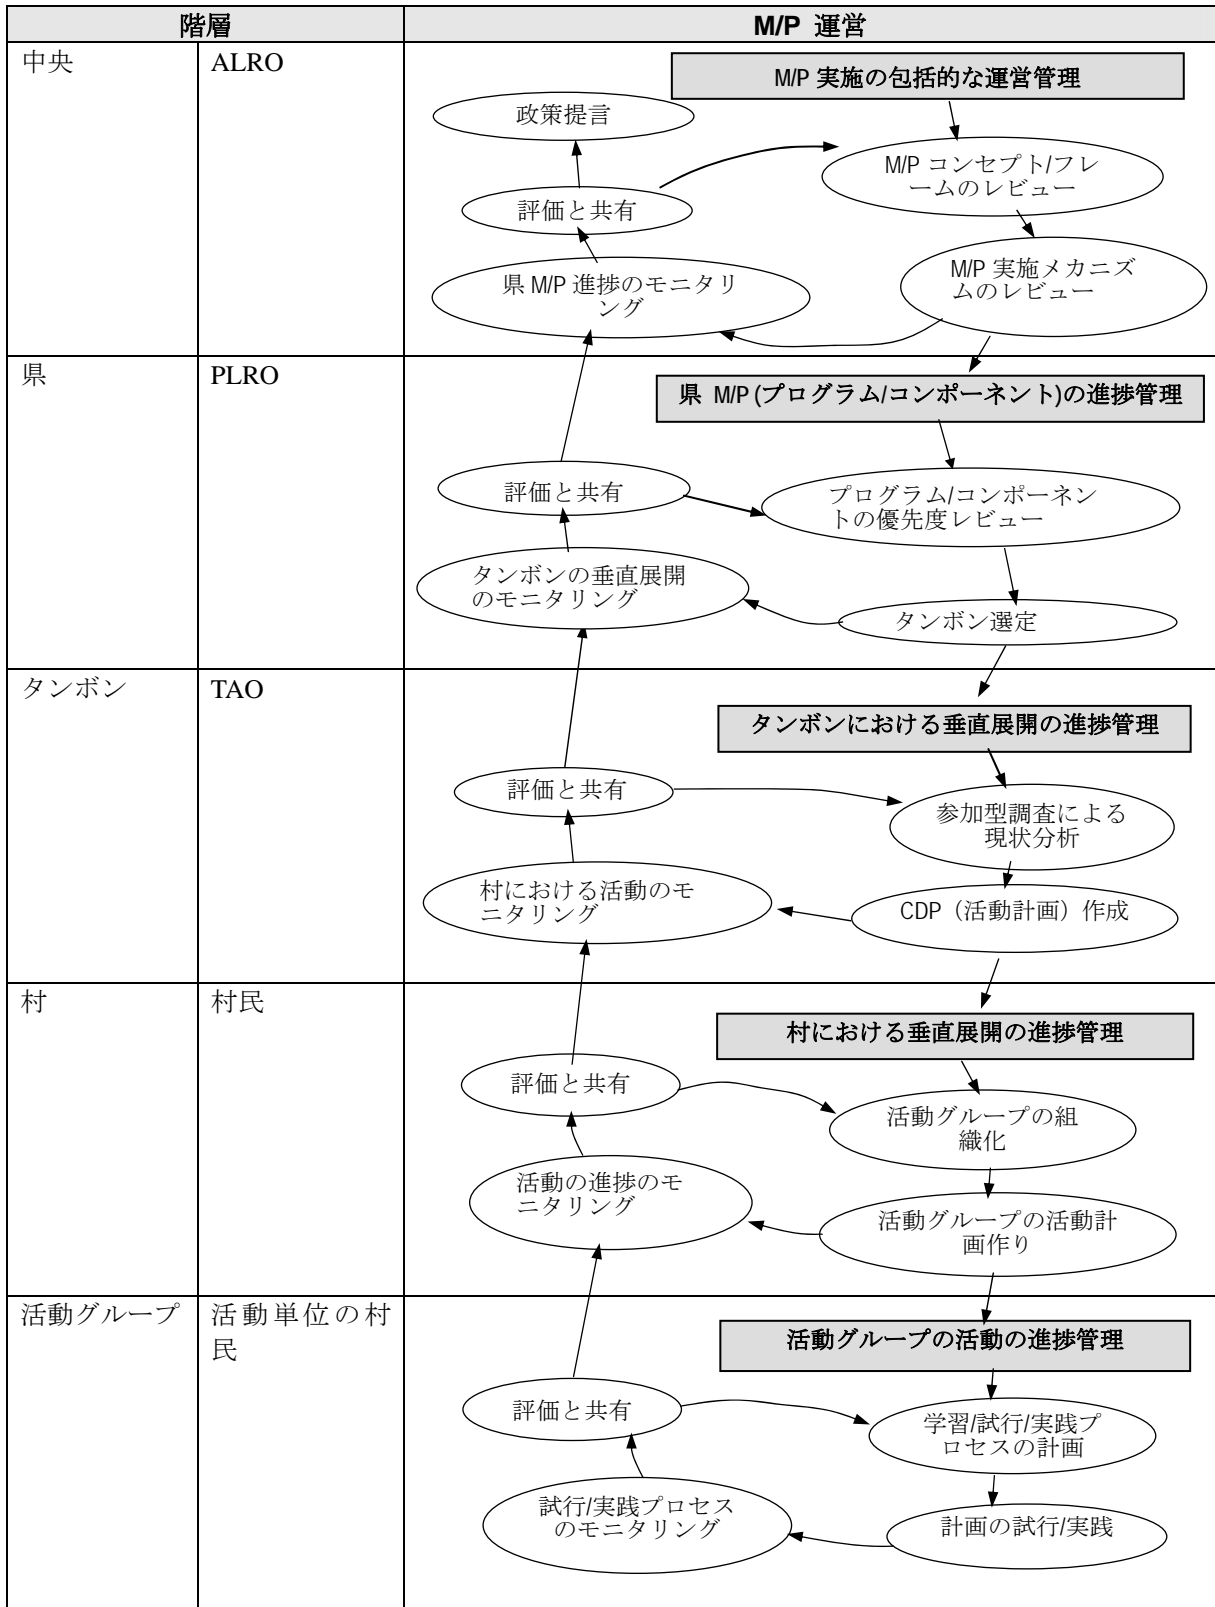 階層
M/P 運営
中央
ALRO
M/P 実施の包括的な運営管理
政策提言
M/P コンセプト/フレ
ームのレビュー
評価と共有
M/P 実施メカニズ
ムのレビュー
県 M/P 進捗のモニタリ
ング
県
PLRO
県 M/P (プログラム/コンポーネント)の進捗管理
評価と共有
プログラム/コンポーネン
トの優先度レビュー
タンボンの垂直展開
のモニタリング
タンボン選定
タンボン
TAO
タンボンにおける垂直展開の進捗管理
評価と共有
参加型調査による
現状分析
村における活動のモ
ニタリング
CDP（活動計画）作成
村
村民
村における垂直展開の進捗管理
評価と共有
活動グループの組
織化
活動の進捗のモ
ニタリング
活動グループの活動計
画作り
活動グループ
活動単位の村
民
活動グループの活動の進捗管理
評価と共有
学習/試行/実践プ
ロセスの計画
試行/実践プロセス
のモニタリング
計画の試行/実践